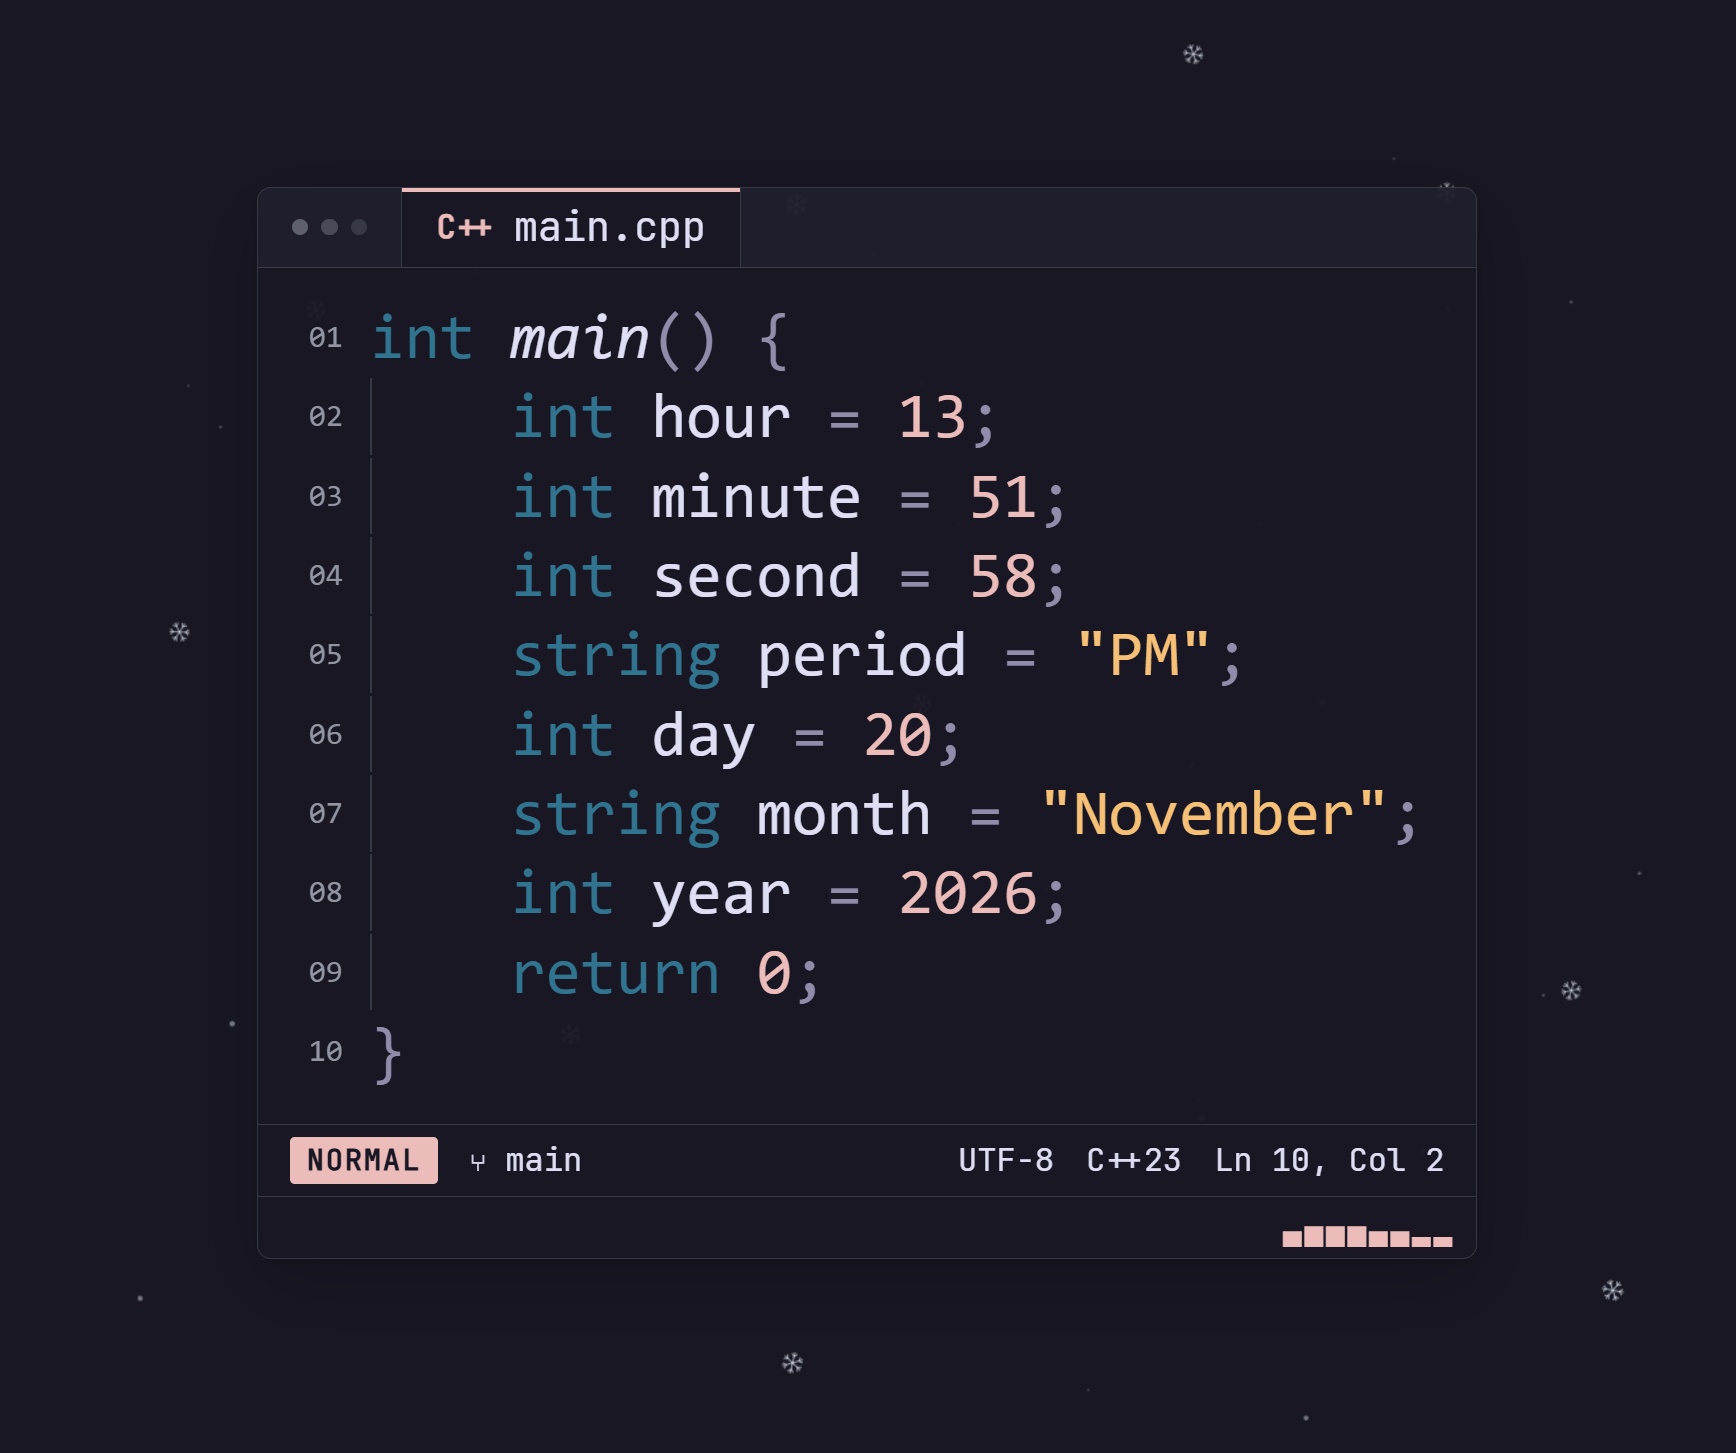 C++ main.cpp
01 int main() {
02     int hour = 13;
03     int minute = 51;
04     int second = 58;
05     string period = "PM";
06     int day = 20;
07     string month = "November";
08     int year = 2026;
09     return 0;
10 }
NORMAL main UTF-8 C++23 Ln 10, Col 2